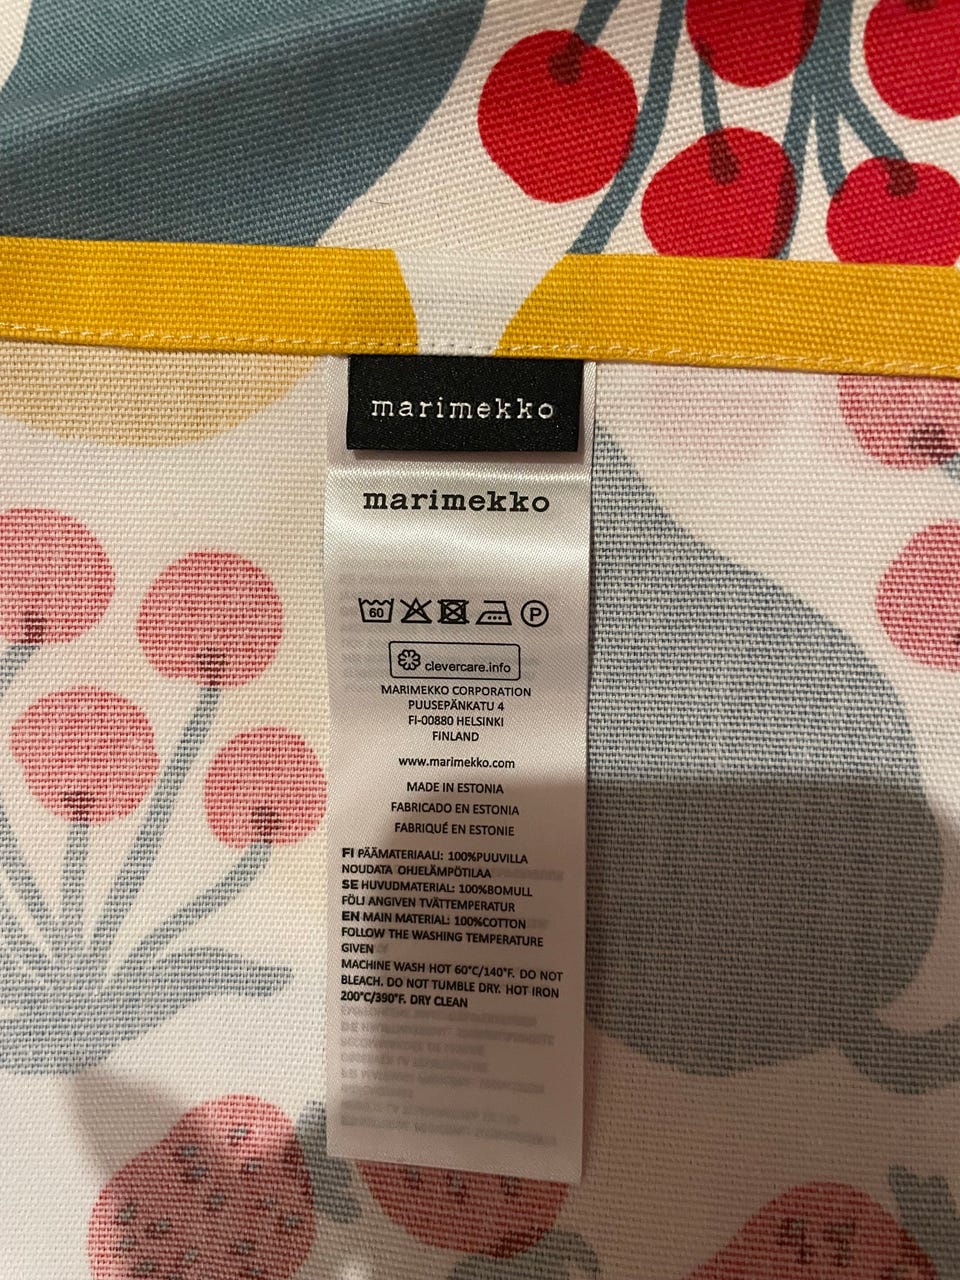 marimekko
marimekko
60
P
clevercare.info
MARIMEKKO CORPORATION
PUUSEPÄNKATU 4
FI-00880 HELSINKI
FINLAND
www.marimekko.com
MADE IN ESTONIA
FABRICADO EN ESTONIA
FABRIQUÉ EN ESTONIE
FI PÄÄMATERIAALI: 100%PUUVILLA
NOUDATA OHJELÄMPÖTILAA
SE HUVUDMATERIAL: 100%BOMULL
FÖLJ ANGIVEN TVÄTTEMPERATUR
EN MAIN MATERIAL: 100%COTTON
FOLLOW THE WASHING TEMPERATURE
GIVEN
MACHINE WASH HOT 60°C/140°F. DO NOT
BLEACH. DO NOT TUMBLE DRY. HOT IRON
200°C/390°F. DRY CLEAN